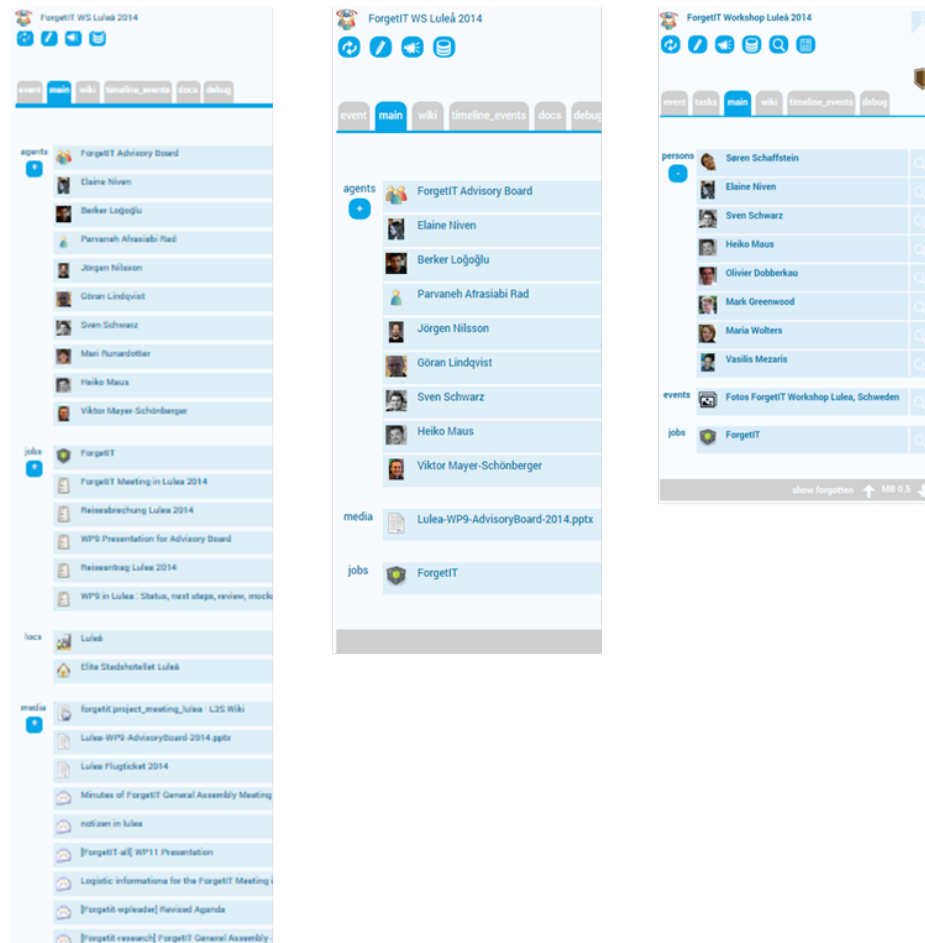 ForgetIT WS Luleå 2014
event main wiki timeline_events docs debug
agents
ForgetIT Advisory Board
Elaine Niven
Berker Loğoğlu
Parvaneh Afrasiabi Rad
Jörgen Nilsson
Göran Lindqvist
Sven Schwarz
Mari Runardotter
Heiko Maus
Viktor Mayer-Schönberger
jobs
ForgetIT
ForgetIT Meeting in Lulea 2014
Reiseabrechung Lulea 2014
WP9 Presentation for Advisory Board
Reiseantrag Lulea 2014
WP9 in Lulea : Status, next steps, review, mock
locs
Luleå
Elite Stadshotellet Luleå
media
forgetit:project_meeting_lulea · L3S Wiki
Lulea-WP9-AdvisoryBoard-2014.pptx
Lulea Flugticket 2014
Minutes of ForgetIT General Assembly Meeting
notizen in lulea
[ForgetIT-all] WP11 Presentation
Logistic informations for the ForgetIT Meeting i
[Forgetit-wpleader] Revised Aganda
[Forgetit-research] ForgetIT General Assembly -
ForgetIT WS Luleå 2014
event main wiki timeline_events docs debug
agents
+
ForgetIT Advisory Board
Elaine Niven
Berker Loğoğlu
Parvaneh Afrasiabi Rad
Jörgen Nilsson
Göran Lindqvist
Sven Schwarz
Heiko Maus
Viktor Mayer-Schönberger
media
Lulea-WP9-AdvisoryBoard-2014.pptx
jobs
ForgetIT
ForgetIT Workshop Luleå 2014
event tasks main wiki timeline_events debug
persons
-
Søren Schaffstein
Elaine Niven
Sven Schwarz
Heiko Maus
Olivier Dobberkau
Mark Greenwood
Maria Wolters
Vasilis Mezaris
events
Fotos ForgetIT Workshop Lulea, Schweden
jobs
ForgetIT
show forgotten MB 0.5